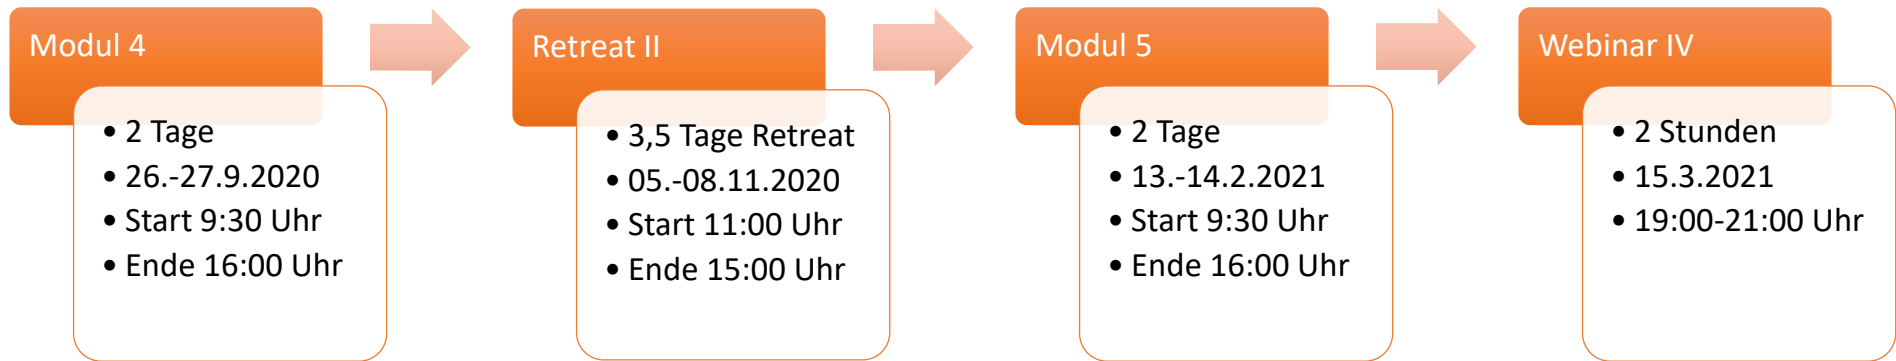 Modul 4
• 2 Tage
• 26.-27.9.2020
• Start 9:30 Uhr
• Ende 16:00 Uhr
Retreat II
• 3,5 Tage Retreat
• 05.-08.11.2020
• Start 11:00 Uhr
• Ende 15:00 Uhr
Modul 5
• 2 Tage
• 13.-14.2.2021
• Start 9:30 Uhr
• Ende 16:00 Uhr
Webinar IV
• 2 Stunden
• 15.3.2021
• 19:00-21:00 Uhr